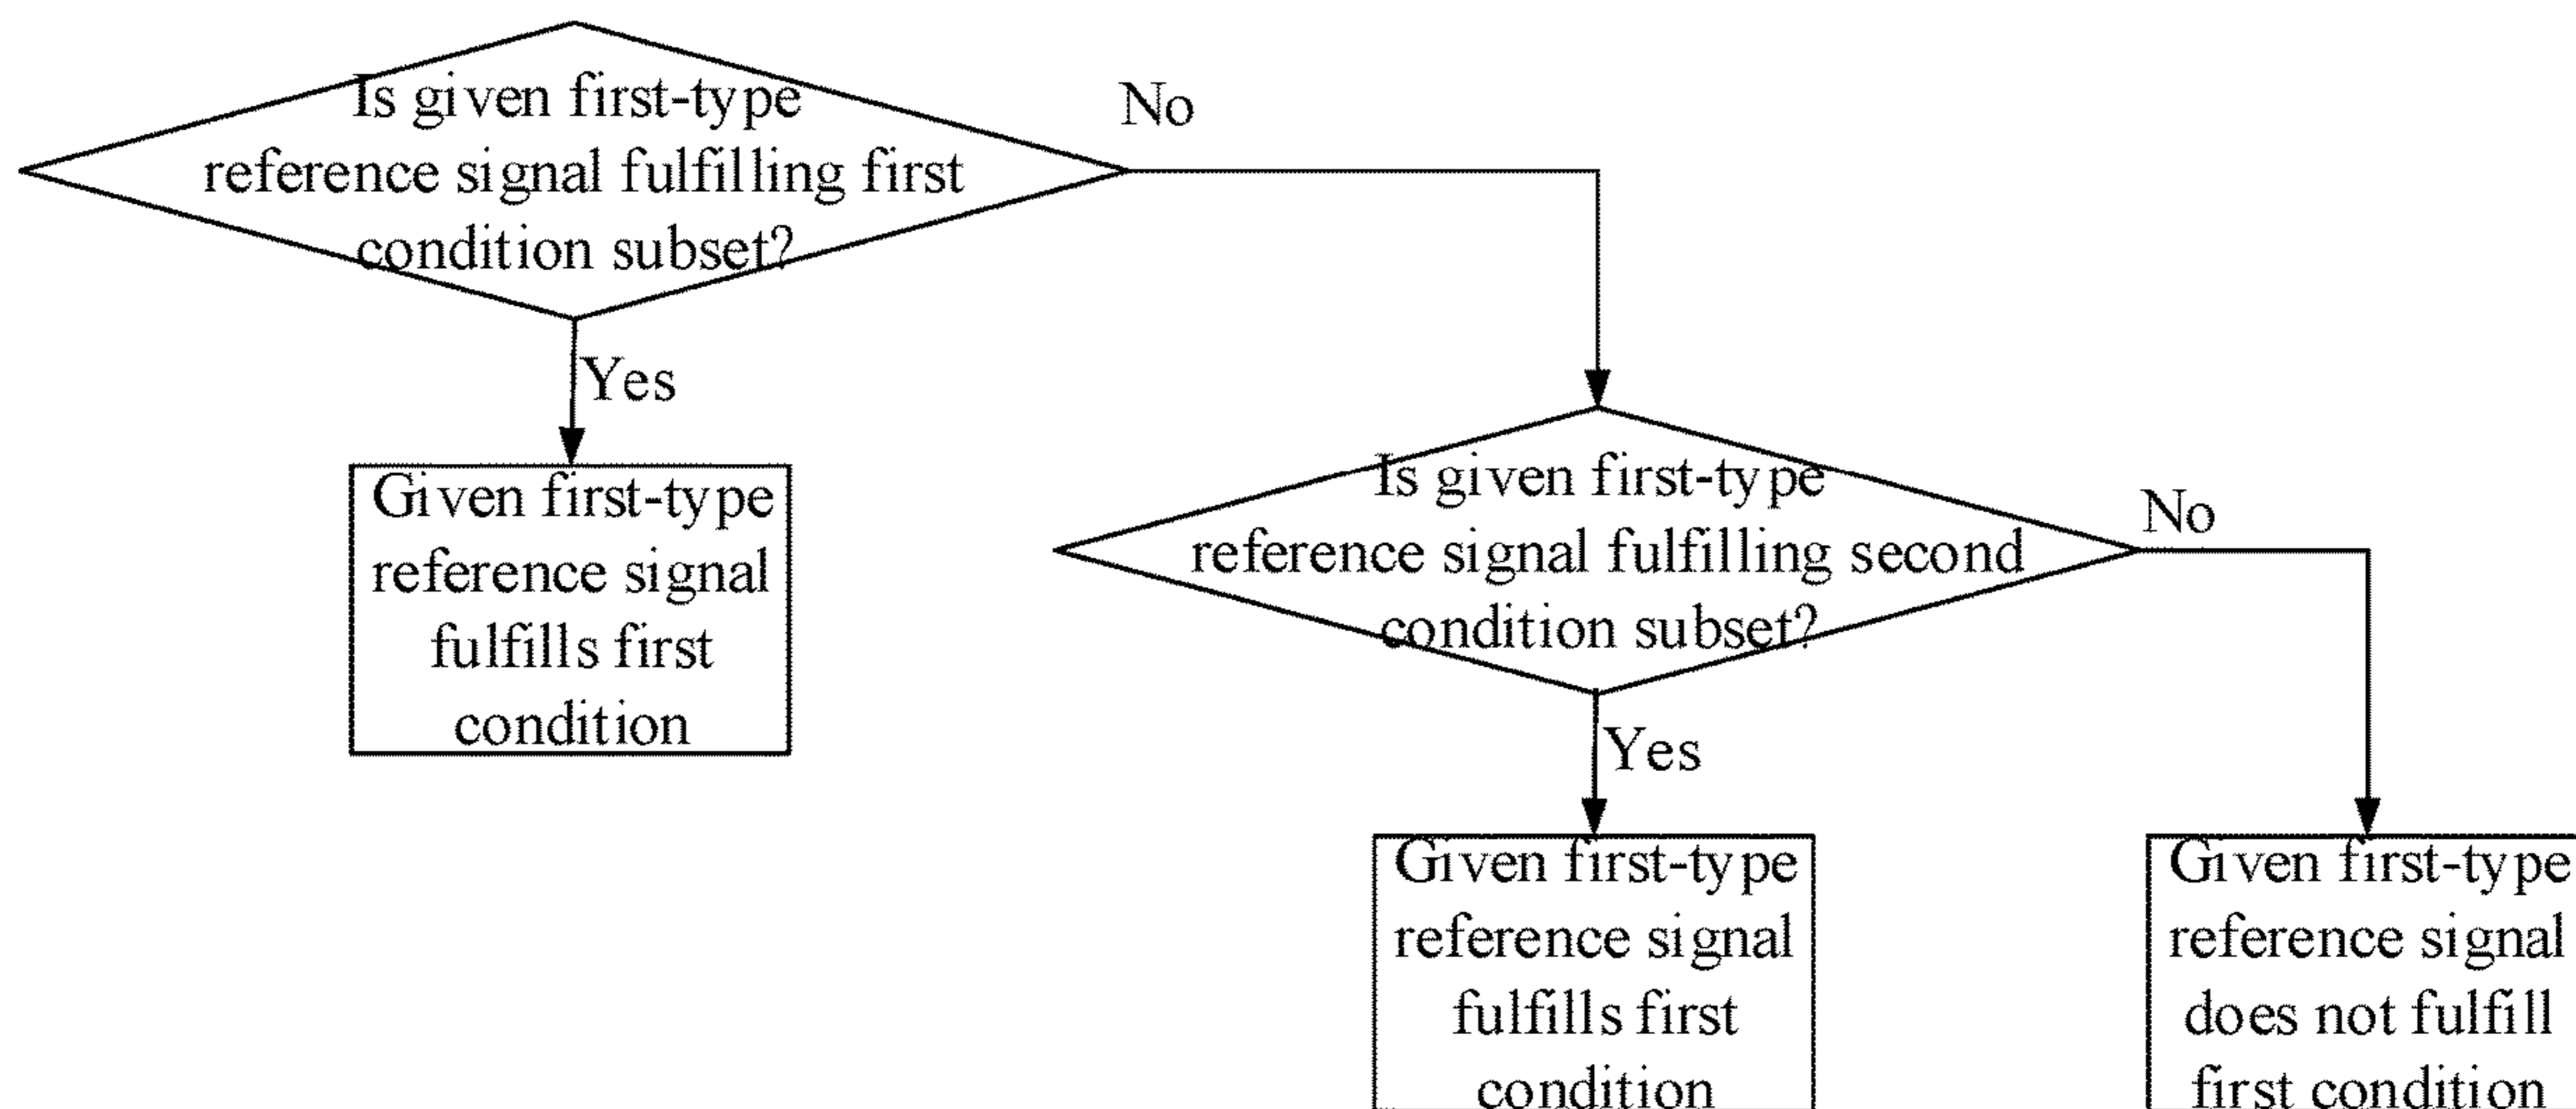 Is given first-type
reference signal fulfilling first
condition subset?
No
Yes
Given first-type
reference signal
fulfills first
condition
Is given first-type
reference signal fulfilling second
condition subset?
No
Yes
Given first-type
reference signal
fulfills first
condition
Given first-type
reference signal
does not fulfill
first condition